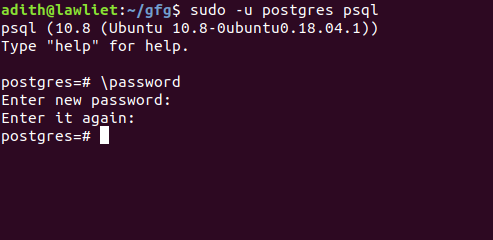 adith@lawliet:~/gfg$ sudo -u postgres psql
psql (10.8 (Ubuntu 10.8-0ubuntu0.18.04.1))
Type "help" for help.
postgres=# \password
Enter new password:
Enter it again:
postgres=#